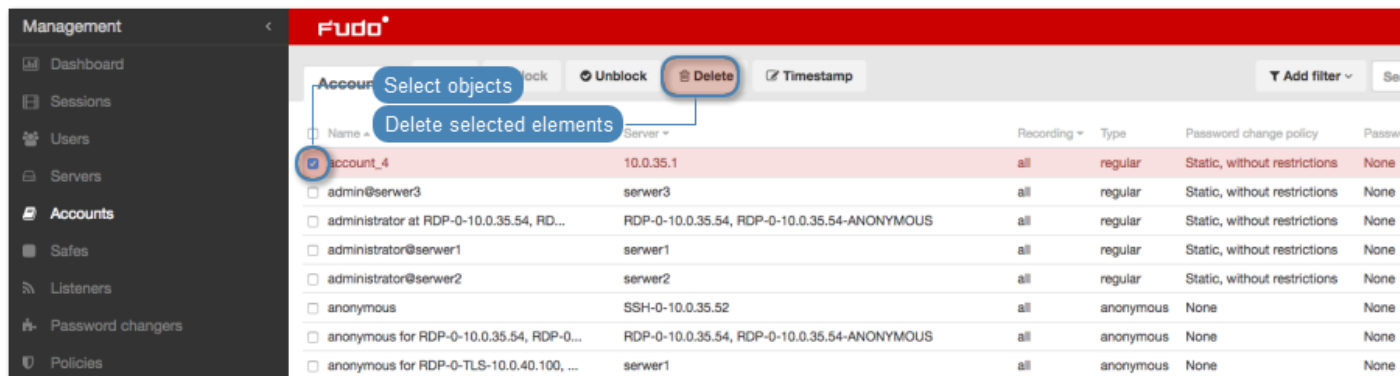 Management
Fudo
Dashboard
Sessions
Users
Servers
Accounts
Safes
Listeners
Password changers
Policies
Accoun
lock
Unblock
Delete
Timestamp
Add filter
Select objects
Delete selected elements
Name Server Recording Type Password change policy
account_4 10.0.35.1 all regular Static, without restrictions None
admin@serwer3 serwer3 all regular Static, without restrictions None
administrator at RDP-0-10.0.35.54, RD... RDP-0-10.0.35.54, RDP-0-10.0.35.54-ANONYMOUS all regular Static, without restrictions None
administrator@serwer1 serwer1 all regular Static, without restrictions None
administrator@serwer2 serwer2 all regular Static, without restrictions None
anonymous SSH-0-10.0.35.52 all anonymous None None
anonymous for RDP-0-10.0.35.54, RDP-0... RDP-0-10.0.35.54, RDP-0-10.0.35.54-ANONYMOUS all anonymous None None
anonymous for RDP-0-TLS-10.0.40.100, ... serwer1 all anonymous None None